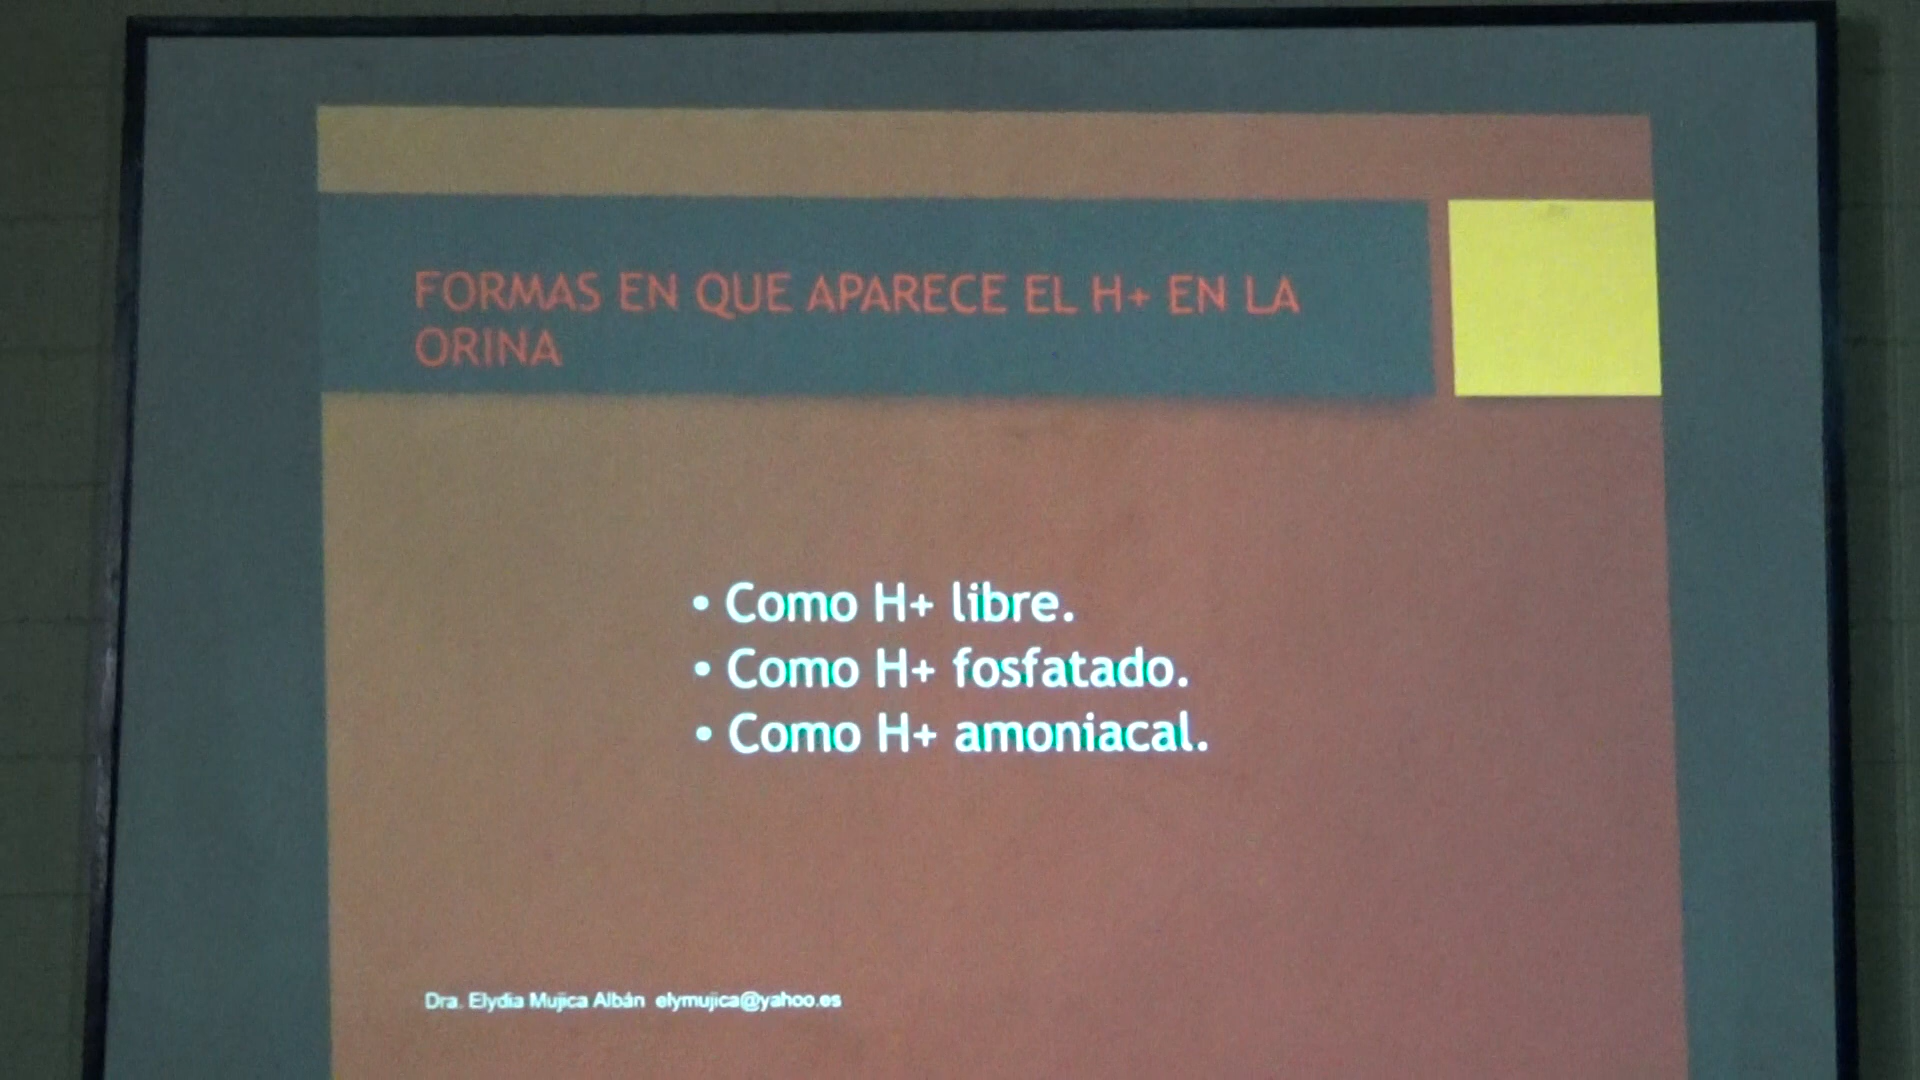 FORMAS EN QUE APARECE EL H+ EN LA
ORINA
• Como H+ libre.
• Como H+ fosfatado.
• Como H+ amoniacal.
Dra. Elydia Mujica Albán elymujica@yahoo.es